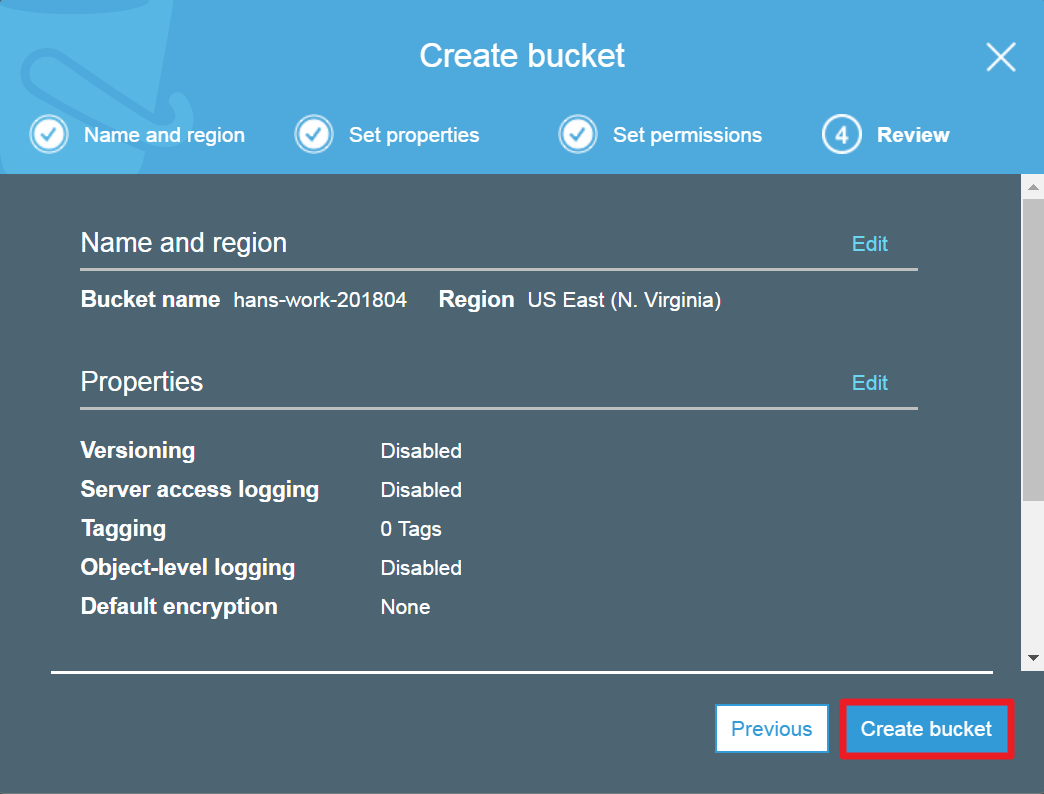 Create bucket
Name and region Set properties Set permissions 4 Review
Name and region Edit
Bucket name hans-work-201804 Region US East (N. Virginia)
Properties Edit
Versioning Disabled
Server access logging Disabled
Tagging 0 Tags
Object-level logging Disabled
Default encryption None
Previous Create bucket